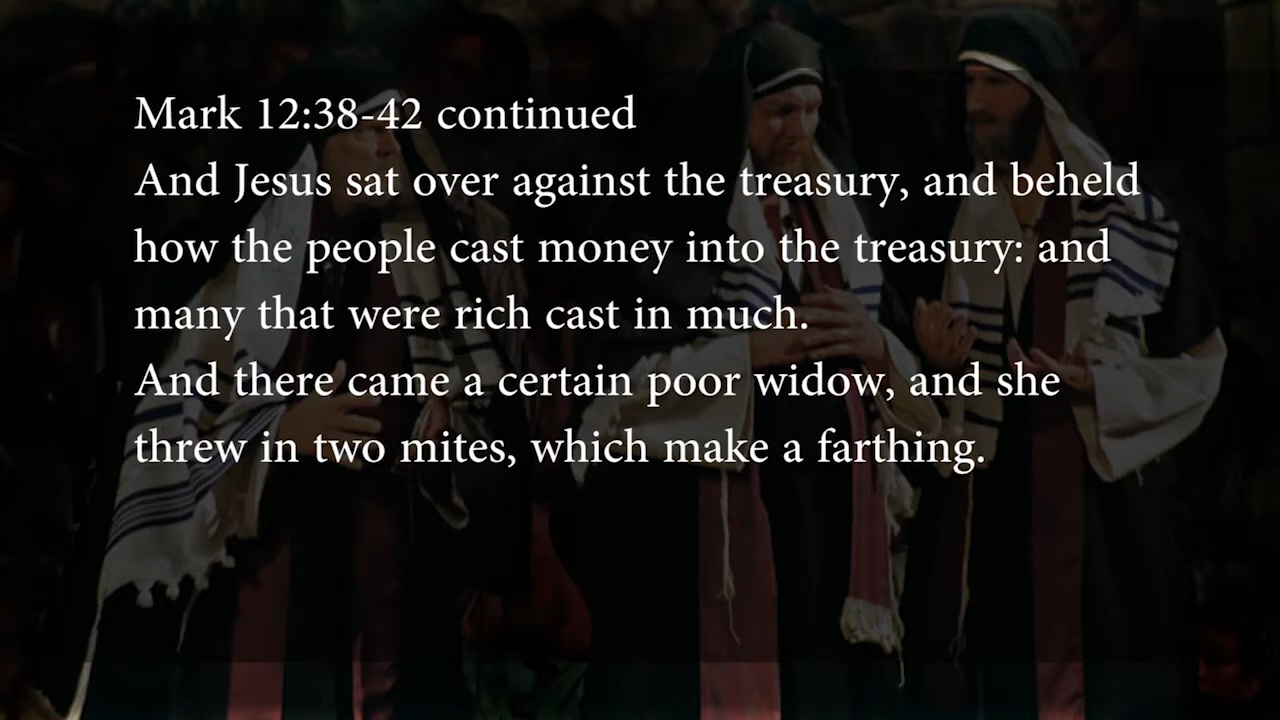 Mark 12:38-42 continued
And Jesus sat over against the treasury, and beheld
how the people cast money into the treasury: and
many that were rich cast in much.
And there came a certain poor widow, and she
threw in two mites, which make a farthing.